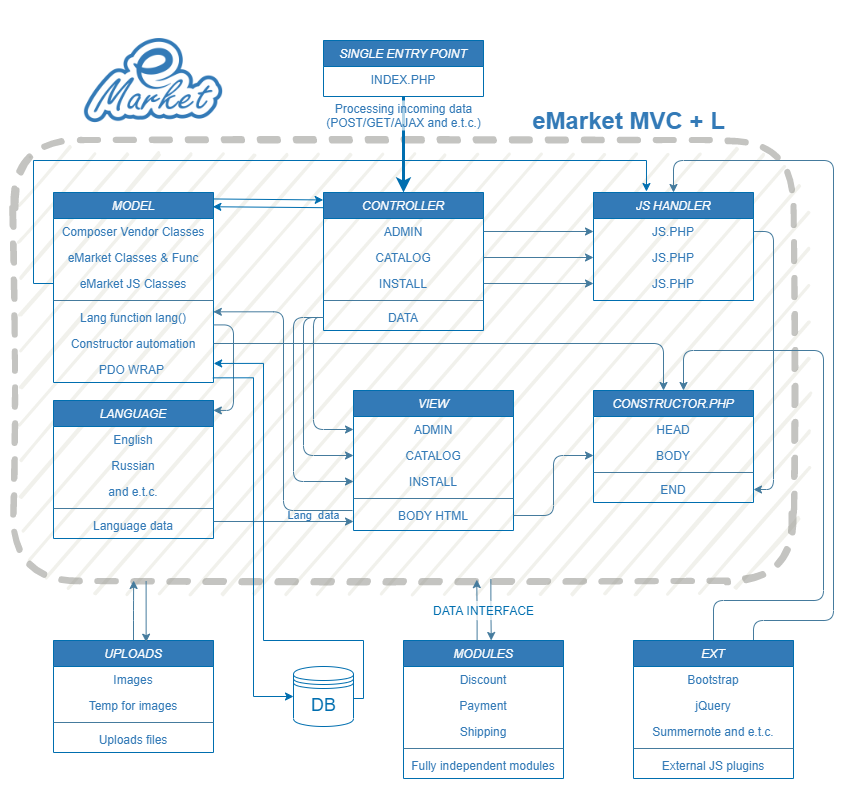 e
Market
SINGLE ENTRY POINT
INDEX.PHP
Processing incoming data
(POST/GET/AJAX and e.t.c.)
eMarket MVC + L
MODEL
Composer Vendor Classes
eMarket Classes & Func
eMarket JS Classes
Lang function lang()
Constructor automation
PDO WRAP
CONTROLLER
ADMIN
CATALOG
INSTALL
DATA
JS HANDLER
JS.PHP
JS.PHP
JS.PHP
LANGUAGE
English
Russian
and e.t.c.
Language data
Lang data
VIEW
ADMIN
CATALOG
INSTALL
BODY HTML
CONSTRUCTOR.PHP
HEAD
BODY
END
DATA INTERFACE
UPLOADS
Images
Temp for images
Uploads files
DB
MODULES
Discount
Payment
Shipping
Fully independent modules
EXT
Bootstrap
jQuery
Summernote and e.t.c.
External JS plugins